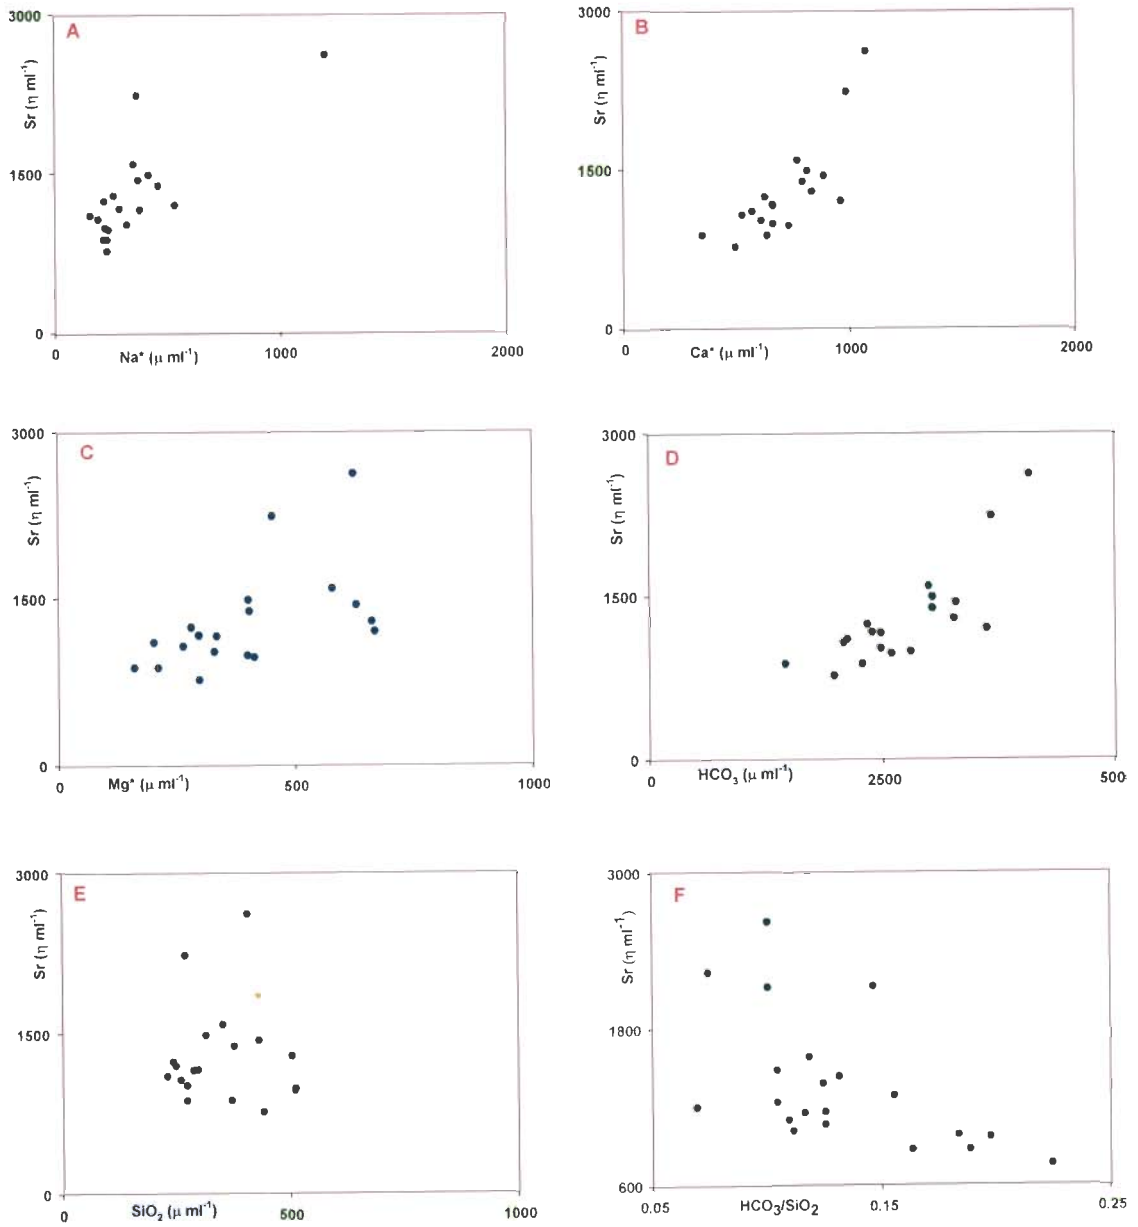 3000
A
Sr (η ml⁻¹)
1500
0
0
1000
2000
Na* (μ ml⁻¹)
3000
B
Sr (η ml⁻¹)
1500
0
0
1000
2000
Ca* (μ ml⁻¹)
3000
C
Sr (η ml⁻¹)
1500
0
0
500
1000
Mg* (μ ml⁻¹)
3000
D
Sr (η ml⁻¹)
1500
0
0
2500
500
HCO₃ (μ ml⁻¹)
3000
E
Sr (η ml⁻¹)
1500
0
0
500
1000
SiO₂ (μ ml⁻¹)
3000
F
Sr (η ml⁻¹)
1800
600
0.05
0.15
0.25
HCO₃/SiO₂